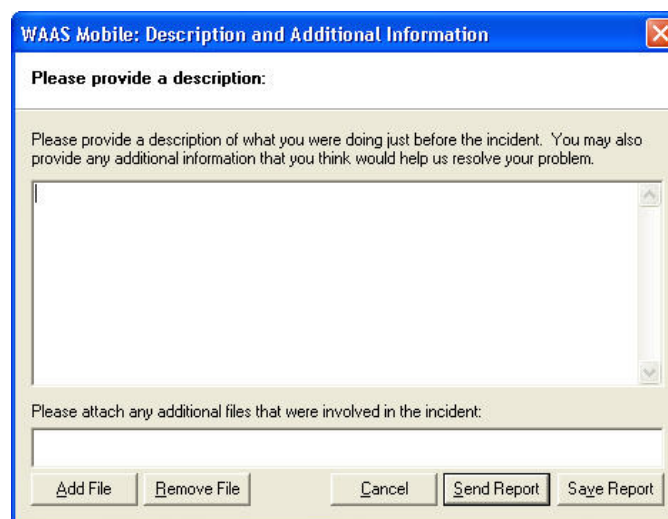 WAAS Mobile: Description and Additional Information
Please provide a description:
Please provide a description of what you were doing just before the incident. You may also
provide any additional information that you think would help us resolve your problem.
Please attach any additional files that were involved in the incident:
Add File Remove File Cancel Send Report Save Report